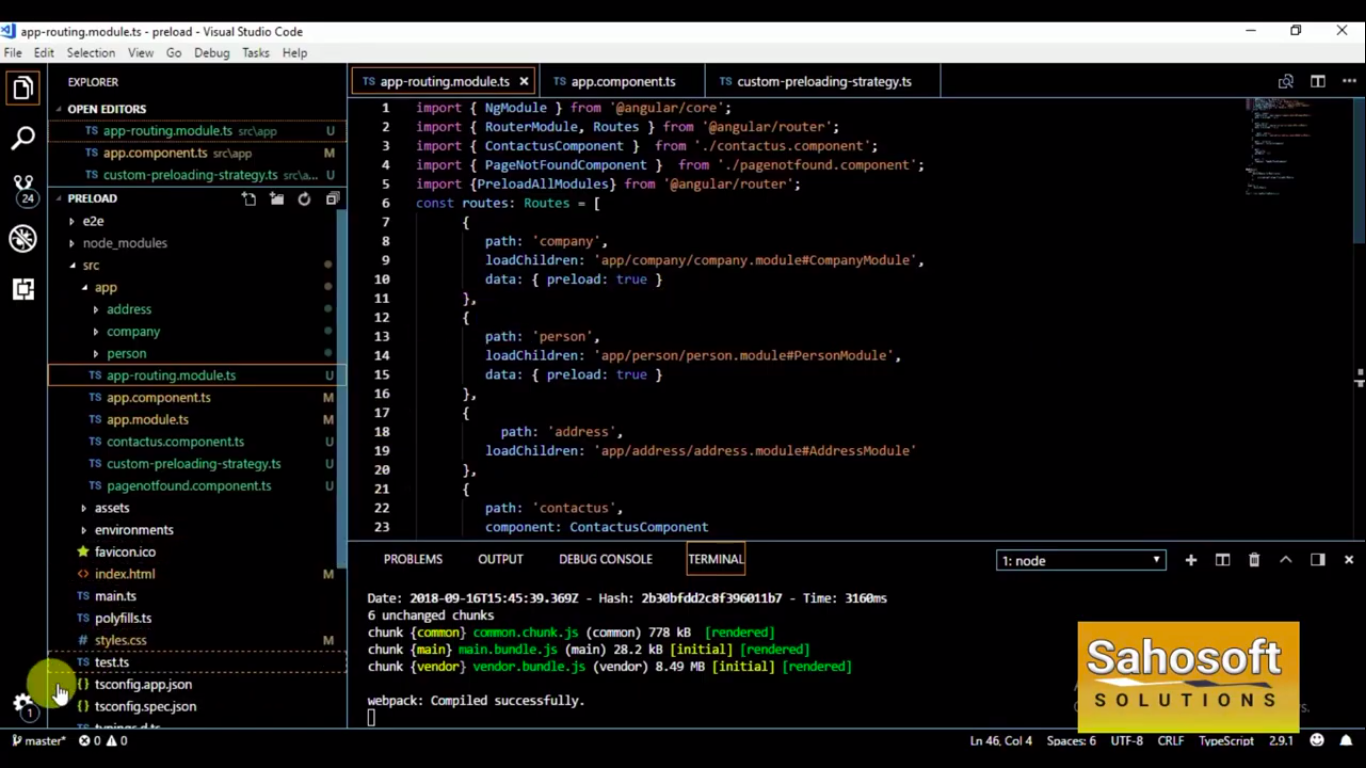 app-routing.module.ts - preload - Visual Studio Code
File Edit Selection View Go Debug Tasks Help
EXPLORER
OPEN EDITORS
TS app-routing.module.ts src\app U
TS app.component.ts src\app M
TS custom-preloading-strategy.ts src\a... U
24
PRELOAD
e2e
node_modules
src
app
address
company
person
TS app-routing.module.ts U
TS app.component.ts M
TS app.module.ts M
TS contactus.component.ts U
TS custom-preloading-strategy.ts U
TS pagenotfound.component.ts U
assets
environments
favicon.ico
<> index.html M
TS main.ts
TS polyfills.ts
# styles.css M
TS test.ts
{} tsconfig.app.json
{} tsconfig.spec.json
TS typings.d.ts
1
TS app-routing.module.ts × TS app.component.ts TS custom-preloading-strategy.ts
1 import { NgModule } from '@angular/core';
2 import { RouterModule, Routes } from '@angular/router';
3 import { ContactusComponent } from './contactus.component';
4 import { PageNotFoundComponent } from './pagenotfound.component';
5 import {PreloadAllModules} from '@angular/router';
6 const routes: Routes = [
7 {
8 path: 'company',
9 loadChildren: 'app/company/company.module#CompanyModule',
10 data: { preload: true }
11 },
12 {
13 path: 'person',
14 loadChildren: 'app/person/person.module#PersonModule',
15 data: { preload: true }
16 },
17 {
18 path: 'address',
19 loadChildren: 'app/address/address.module#AddressModule'
20 },
21 {
22 path: 'contactus',
23 component: ContactusComponent
PROBLEMS OUTPUT DEBUG CONSOLE TERMINAL 1: node
Date: 2018-09-16T15:45:39.369Z - Hash: 2b30bfdd2c8f396011b7 - Time: 3160ms
6 unchanged chunks
chunk {common} common.chunk.js (common) 778 kB [rendered]
chunk {main} main.bundle.js (main) 28.2 kB [initial] [rendered]
chunk {vendor} vendor.bundle.js (vendor) 8.49 MB [initial] [rendered]
webpack: Compiled successfully.
Sahosoft
SOLUTIONS
master* 0 0 Ln 46, Col 4 Spaces: 6 UTF-8 CRLF TypeScript 2.9.1